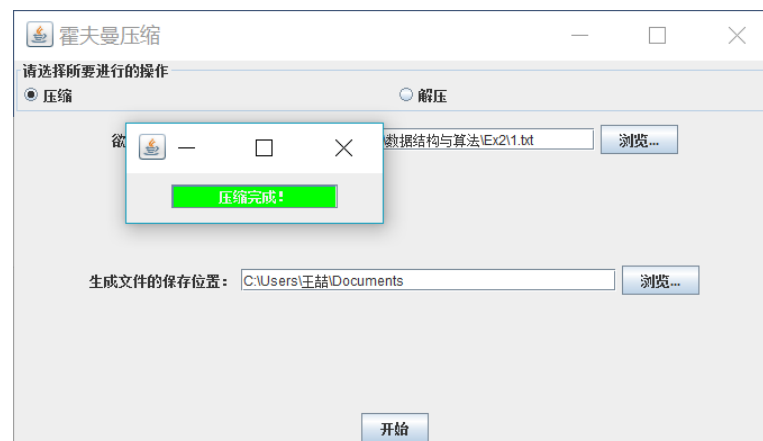 霍夫曼压缩
请选择所要进行的操作
压缩 解压
欲 \数据结构与算法\Ex2\1.txt 浏览...
压缩完成!
生成文件的保存位置: C:\Users\王喆\Documents 浏览...
开始